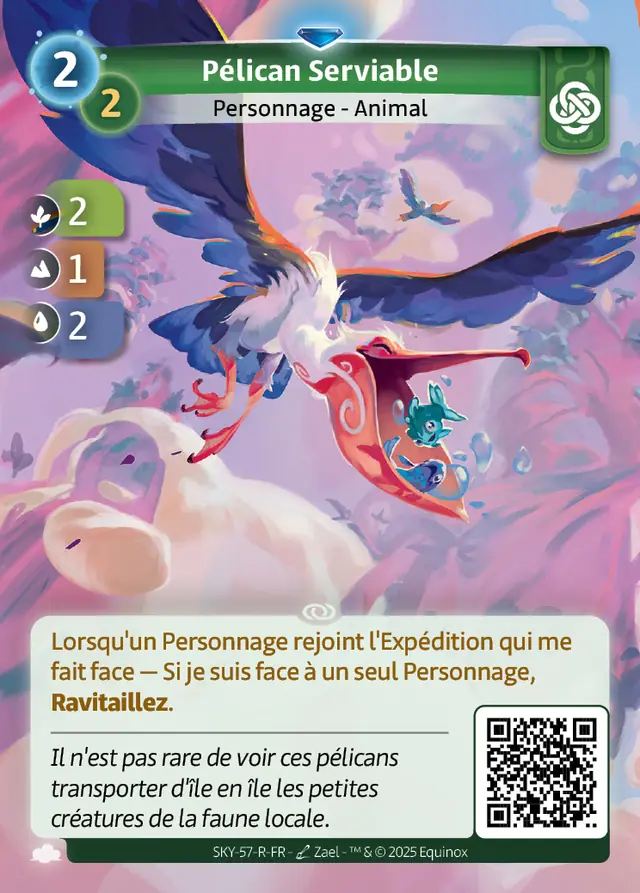 2
Pélican Serviable
2
Personnage - Animal
2
1
2
Lorsqu'un Personnage rejoint l'Expédition qui me
fait face — Si je suis face à un seul Personnage,
Ravitaillez.
Il n'est pas rare de voir ces pélicans
transporter d'île en île les petites
créatures de la faune locale.
SKY-57-R-FR - Zael - ™ & © 2025 Equinox